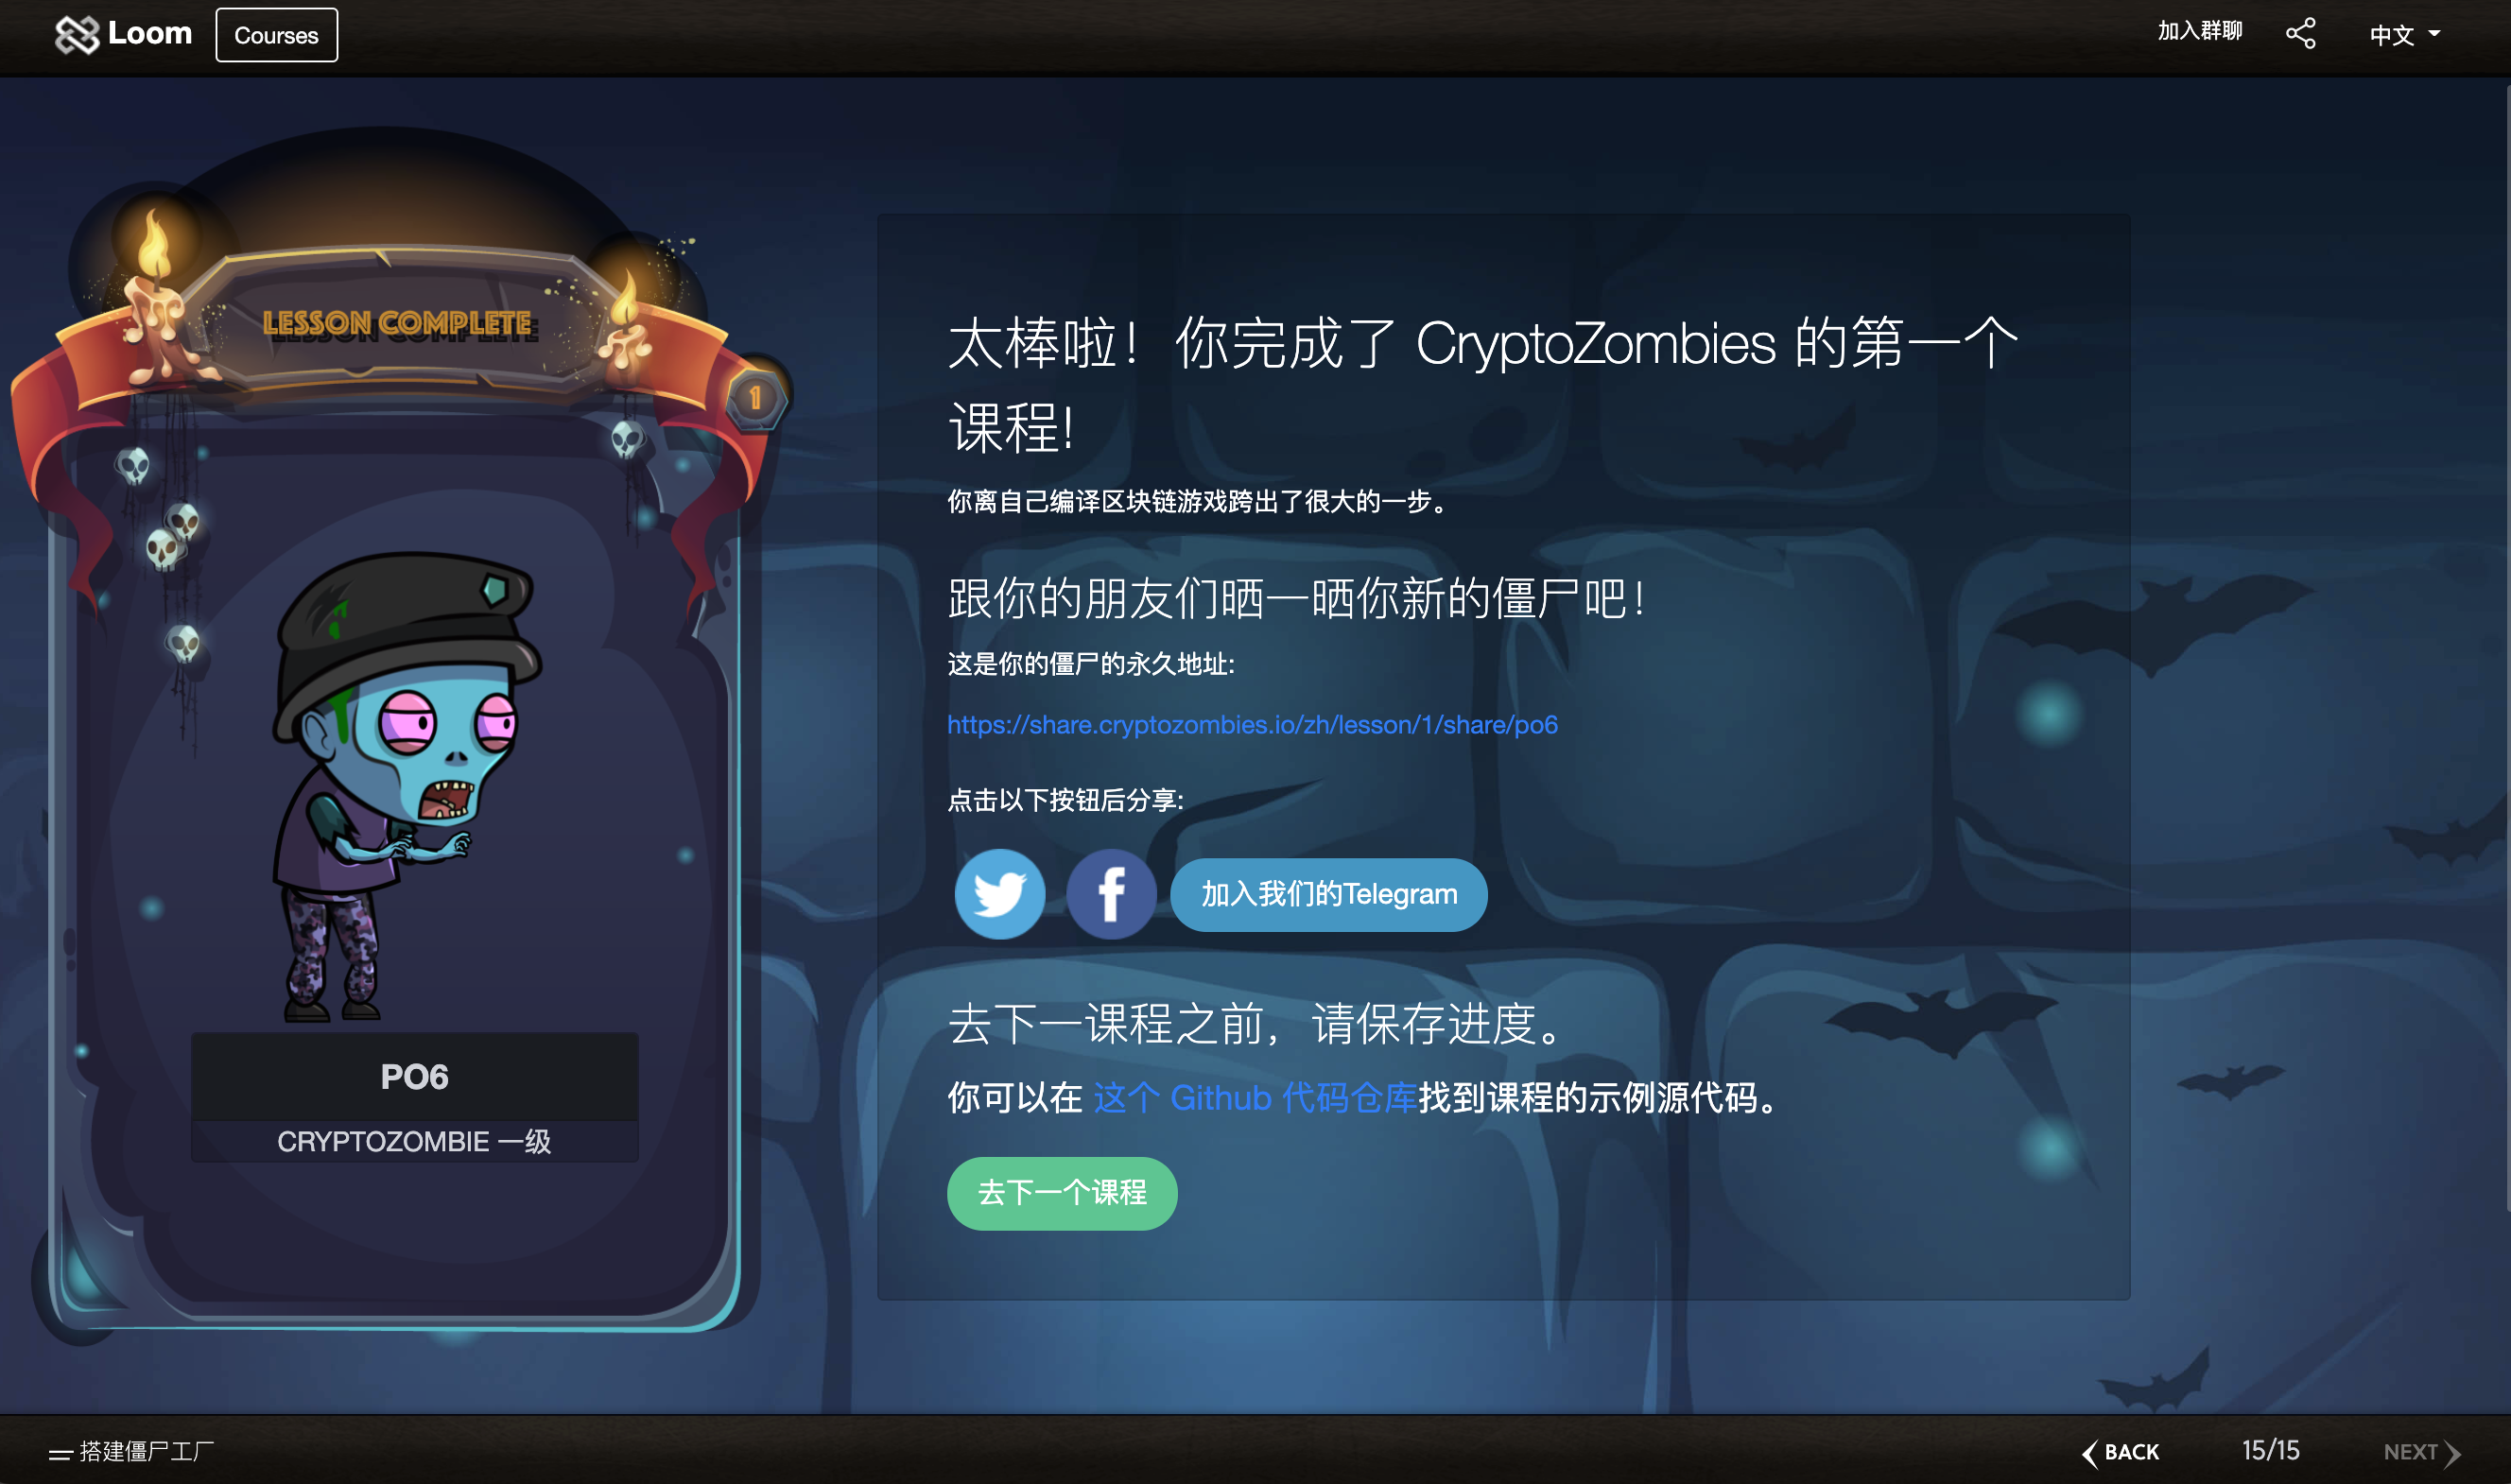 Loom
Courses
加入群聊
中文
LESSON COMPLETE
1
PO6
CRYPTOZOMBIE 一级
太棒啦！你完成了 CryptoZombies 的第一个
课程!
你离自己编译区块链游戏跨出了很大的一步。
跟你的朋友们晒一晒你新的僵尸吧！
这是你的僵尸的永久地址:
https://share.cryptozombies.io/zh/lesson/1/share/po6
点击以下按钮后分享:
加入我们的Telegram
去下一课程之前，请保存进度。
你可以在 这个 Github 代码仓库找到课程的示例源代码。
去下一个课程
搭建僵尸工厂
BACK
15/15
NEXT